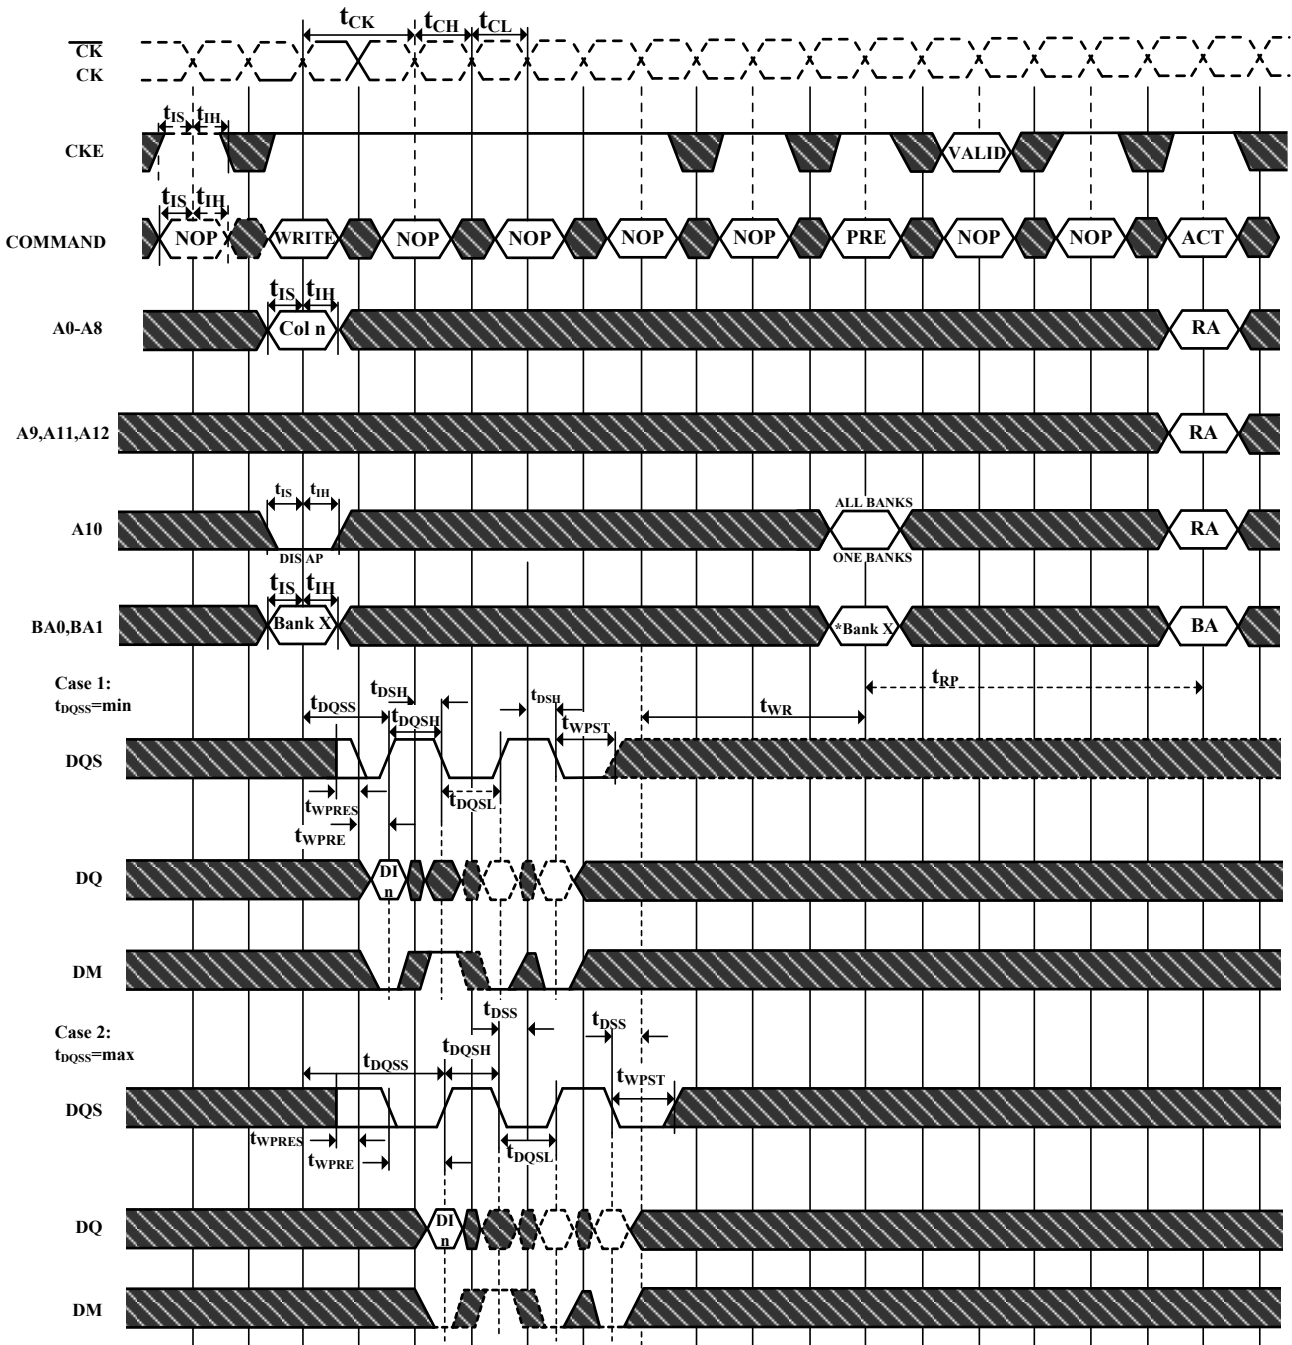 tCK tCH tCL
CK
CK
tIS tIH
CKE VALID
tIS tIH
COMMAND NOP WRITE NOP NOP NOP NOP PRE NOP NOP ACT
tIS tIH
A0-A8 Col n RA
A9,A11,A12 RA
tIS tIH ALL BANKS
A10 RA
DIS AP ONE BANKS
tIS tIH
BA0,BA1 Bank X *Bank X BA
Case 1:
tDQSS=min
tDQSS tDSH tDQSH tDSH tWPST tWR tRP
DQS
tWPRES tDQSL
tWPRE
DQ DI
n
DM
Case 2:
tDQSS=max
tDSS tDSS
tDQSS tDQSH tWPST
DQS
tWPRES tDQSL
tWPRE
DQ DI
n
DM